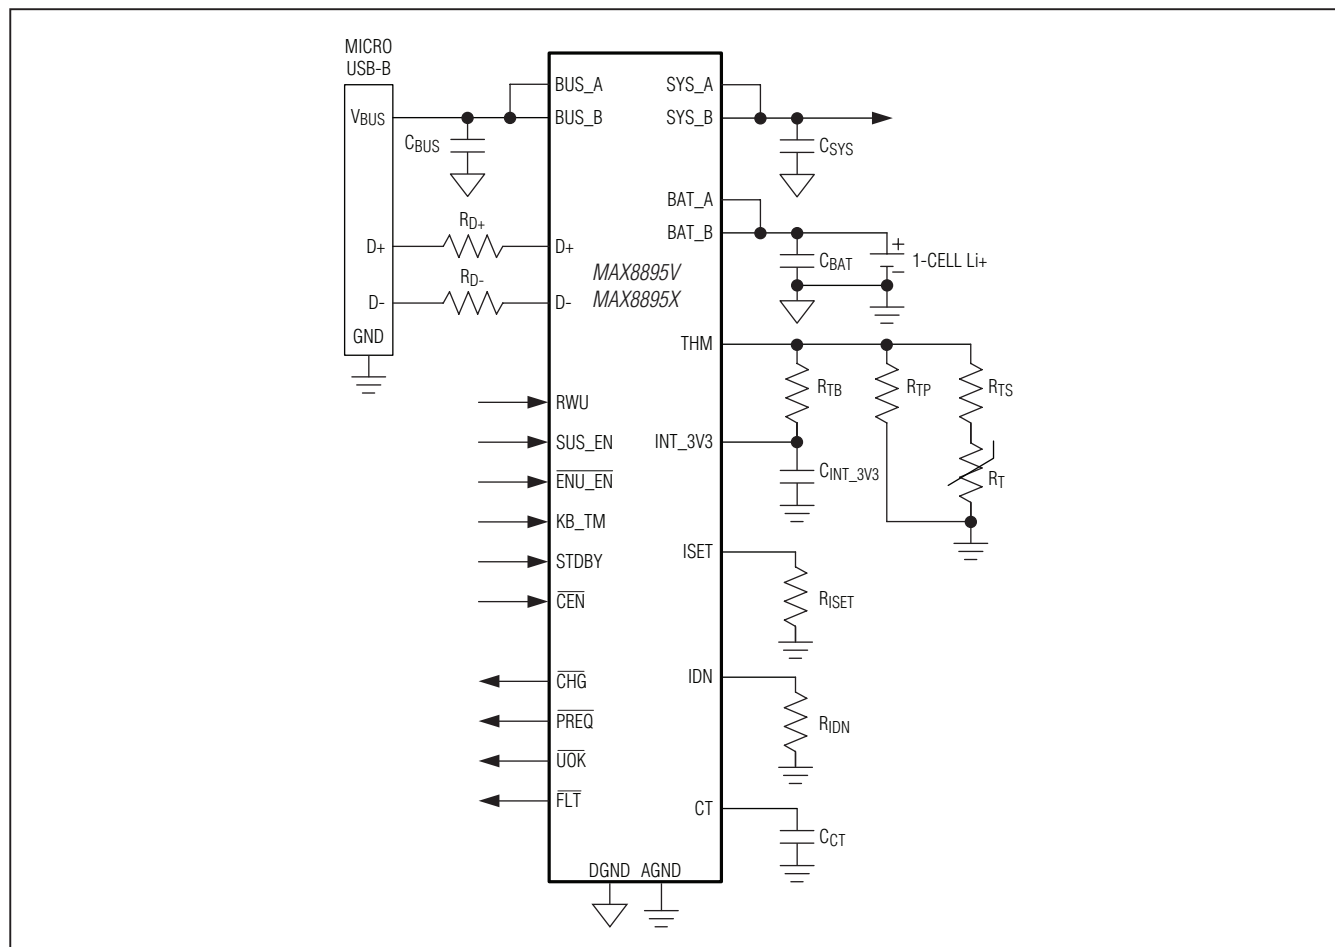 MICRO
USB-B
VBUS
D+
D-
GND
CBUS
RD+
RD-
BUS_A
BUS_B
D+
D-
MAX8895V
MAX8895X
RWU
SUS_EN
ENU_EN
KB_TM
STDBY
CEN
CHG
PREQ
UOK
FLT
DGND AGND
SYS_A
SYS_B
BAT_A
BAT_B
THM
INT_3V3
ISET
IDN
CT
CSYS
CBAT
+
−
1-CELL Li+
RTB
RTP
RTS
RT
CINT_3V3
RISET
RIDN
CCT